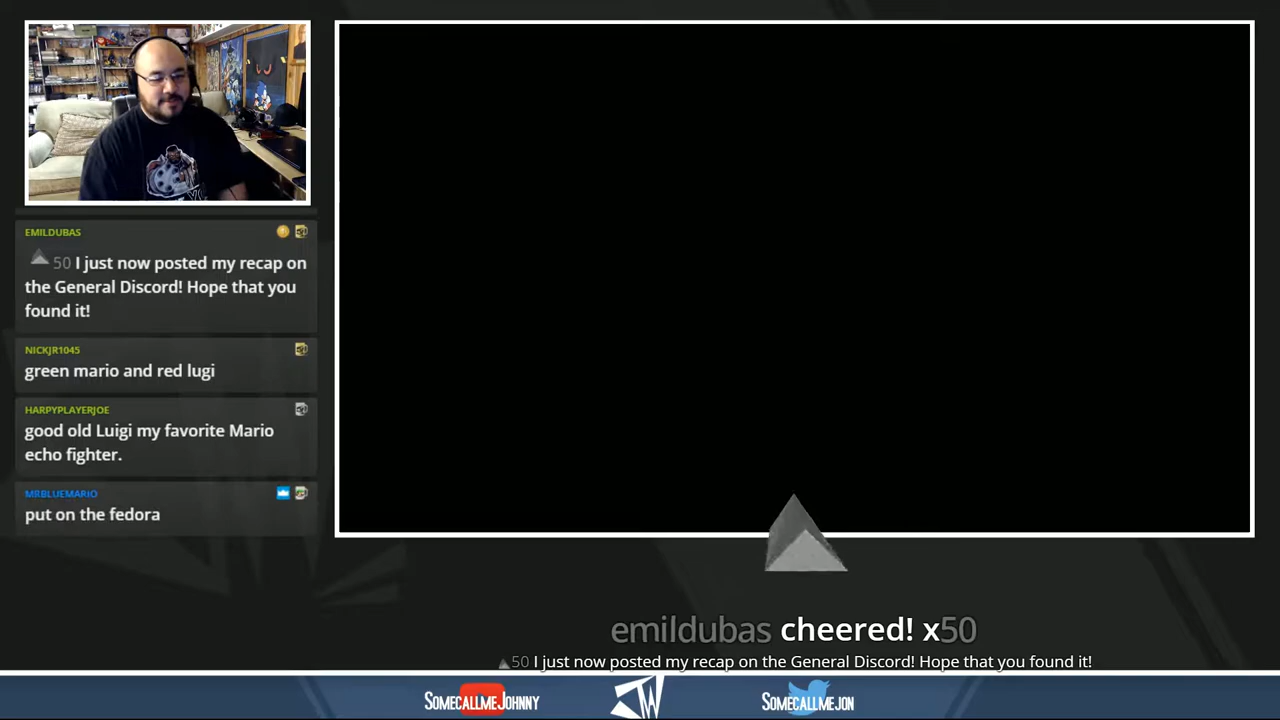 EMILDUBAS
50 I just now posted my recap on
the General Discord! Hope that you
found it!
NICKJR1045
green mario and red lugi
HARPYPLAYERJOE
good old Luigi my favorite Mario
echo fighter.
MRBLUEMARIO
put on the fedora
emildubas cheered! x50
50 I just now posted my recap on the General Discord! Hope that you found it!
SOMECALLMEJOHNNY
SOMECALLMEJON